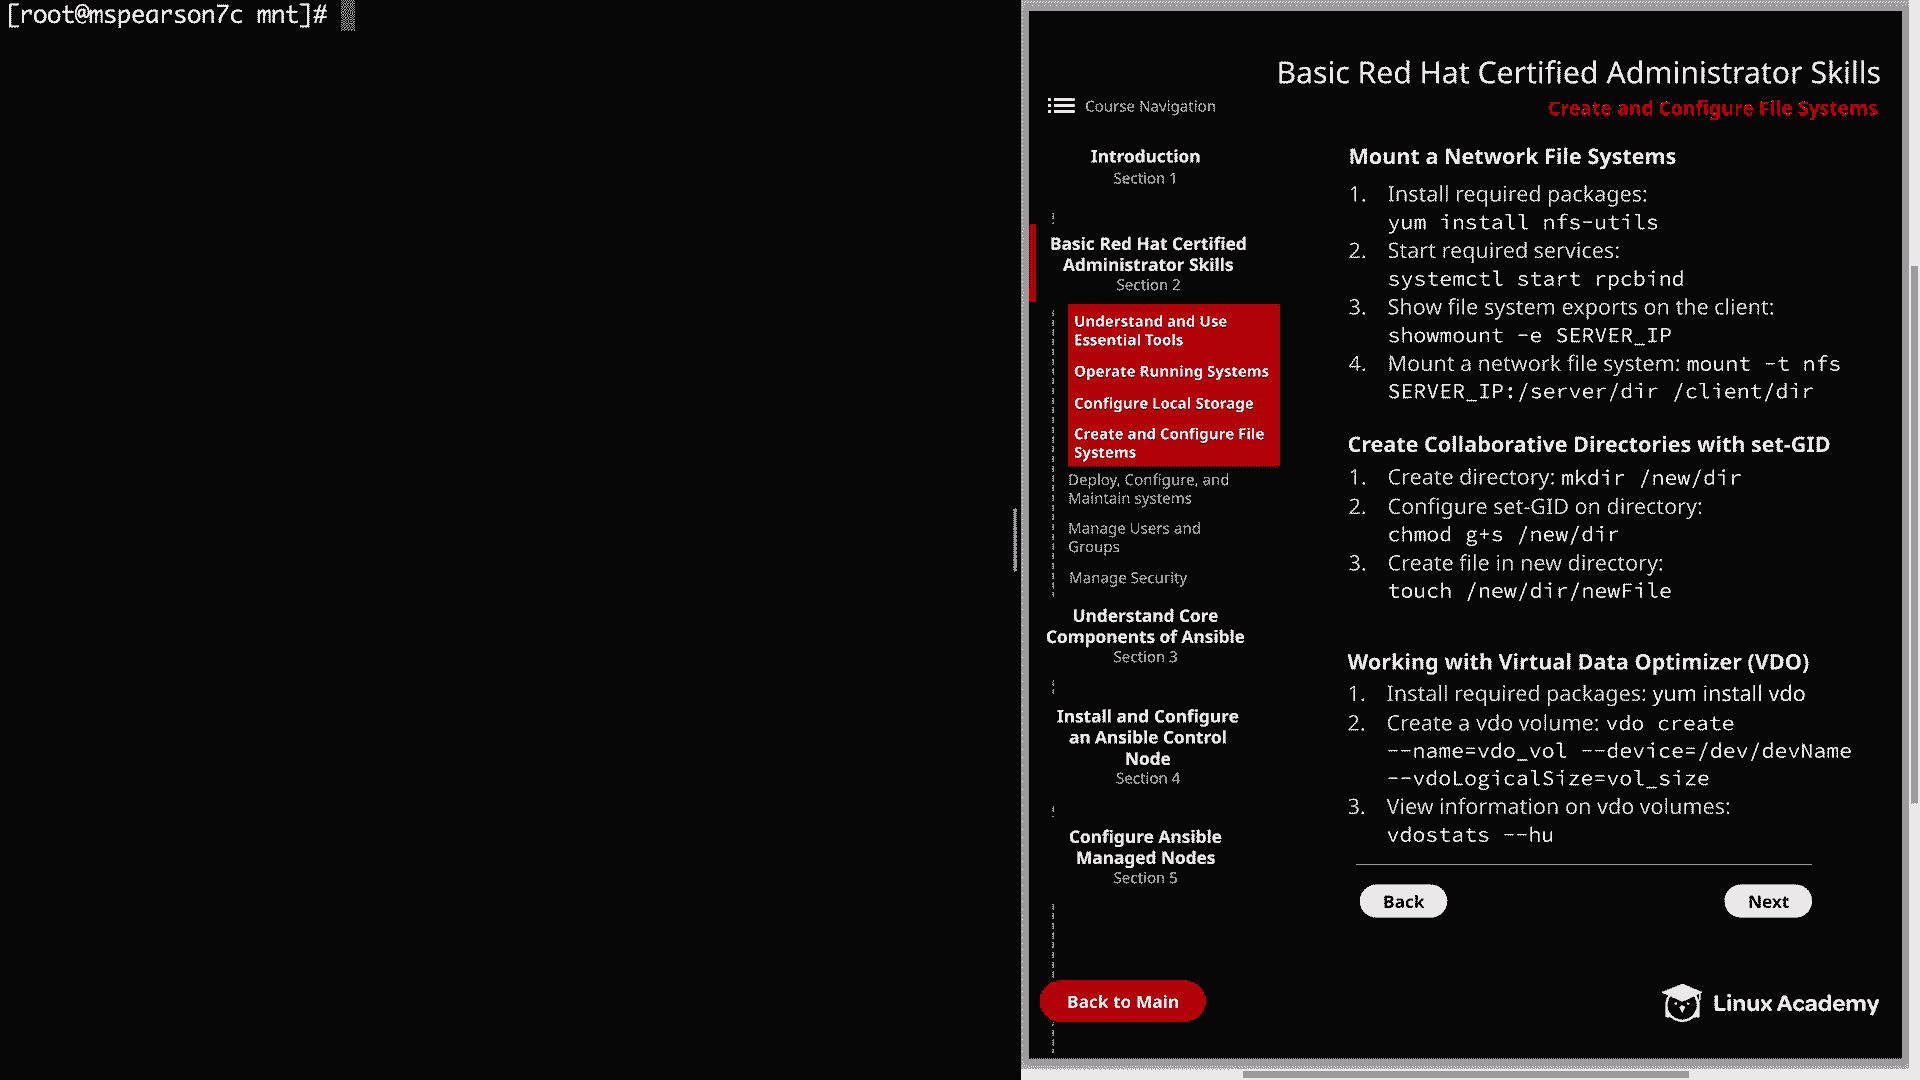 [root@mspearson7c mnt]#
Basic Red Hat Certified Administrator Skills
Create and Configure File Systems
Course Navigation
Introduction
Section 1
Basic Red Hat Certified
Administrator Skills
Section 2
Understand and Use
Essential Tools
Operate Running Systems
Configure Local Storage
Create and Configure File
Systems
Deploy, Configure, and
Maintain systems
Manage Users and
Groups
Manage Security
Understand Core
Components of Ansible
Section 3
Install and Configure
an Ansible Control
Node
Section 4
Configure Ansible
Managed Nodes
Section 5
Back to Main
Mount a Network File Systems
1. Install required packages:
yum install nfs-utils
2. Start required services:
systemctl start rpcbind
3. Show file system exports on the client:
showmount -e SERVER_IP
4. Mount a network file system: mount -t nfs
SERVER_IP:/server/dir /client/dir
Create Collaborative Directories with set-GID
1. Create directory: mkdir /new/dir
2. Configure set-GID on directory:
chmod g+s /new/dir
3. Create file in new directory:
touch /new/dir/newFile
Working with Virtual Data Optimizer (VDO)
1. Install required packages: yum install vdo
2. Create a vdo volume: vdo create
--name=vdo_vol --device=/dev/devName
--vdoLogicalSize=vol_size
3. View information on vdo volumes:
vdostats --hu
Back
Next
Linux Academy